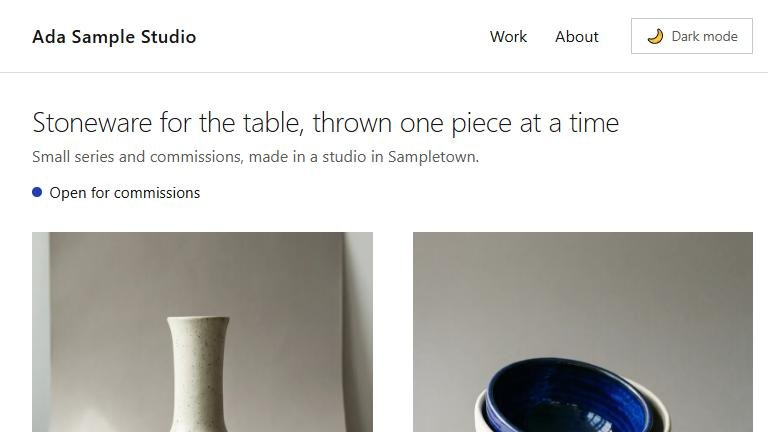 Ada Sample Studio
Work
About
Dark mode
Stoneware for the table, thrown one piece at a time
Small series and commissions, made in a studio in Sampletown.
Open for commissions